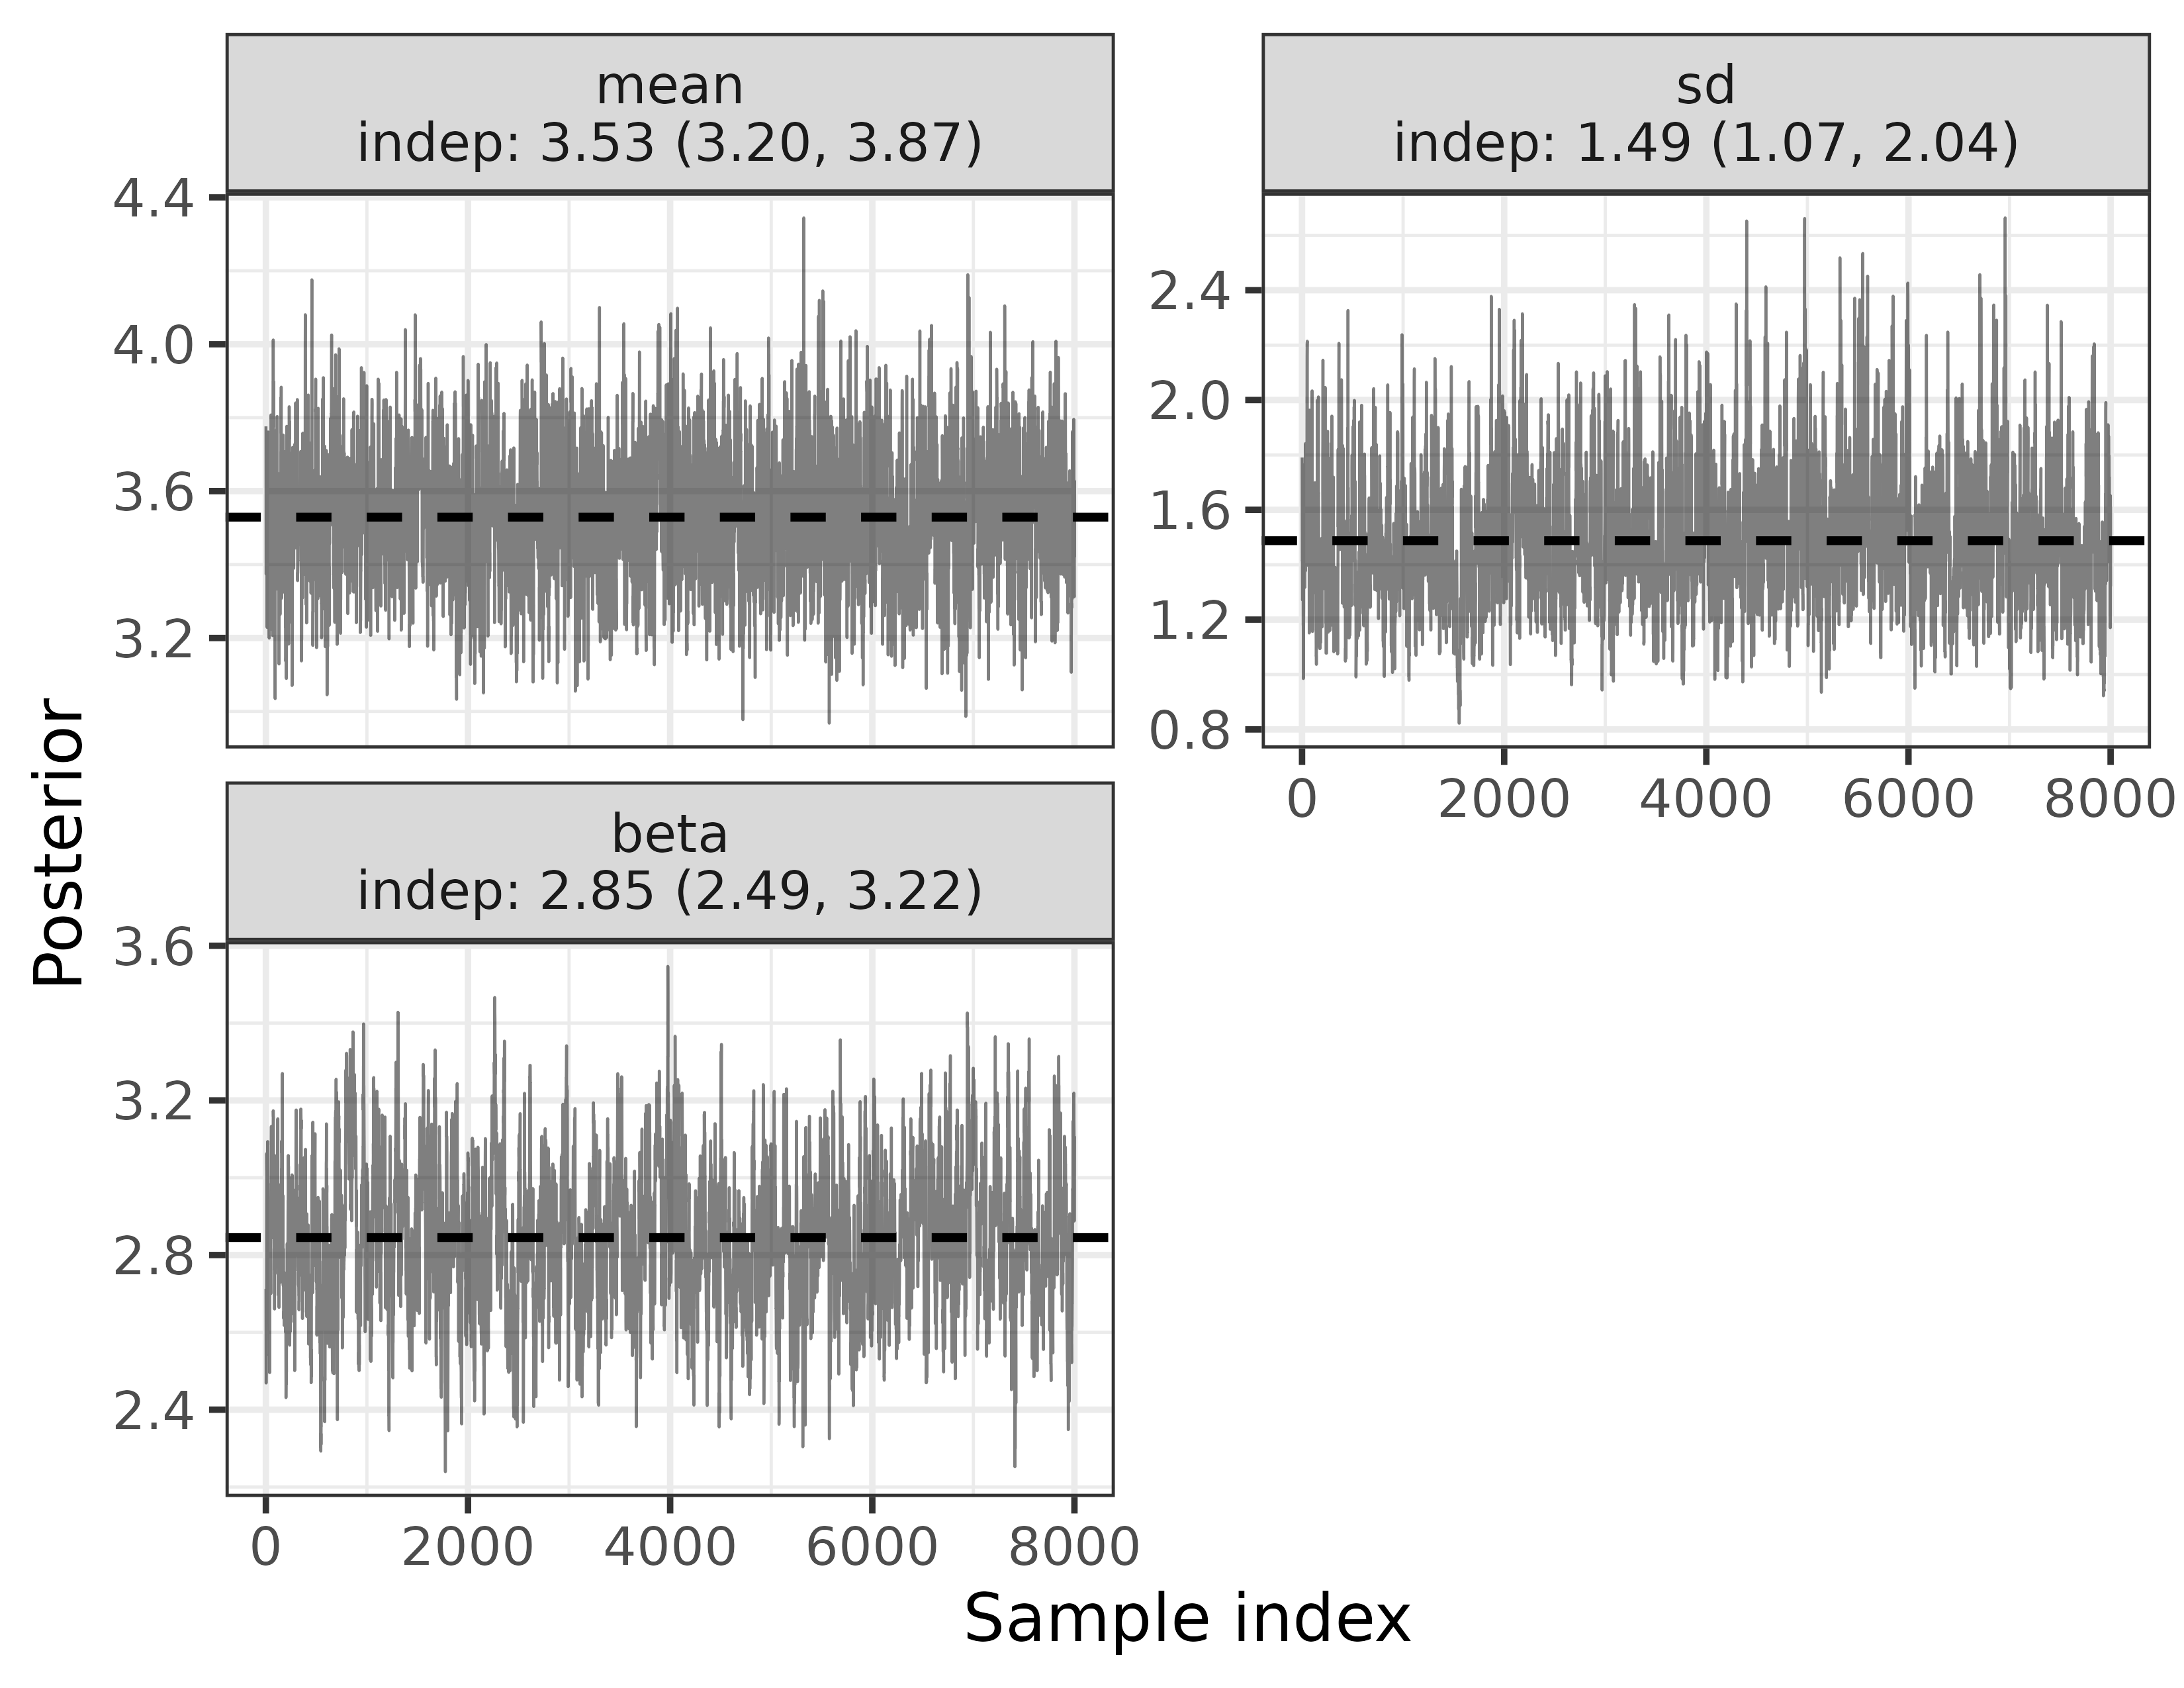 mean
indep: 3.53 (3.20, 3.87)
sd
indep: 1.49 (1.07, 2.04)
4.4
4.0
3.6
3.2
2.4
2.0
1.6
1.2
0.8
0 2000 4000 6000 8000
Posterior
beta
indep: 2.85 (2.49, 3.22)
3.6
3.2
2.8
2.4
0 2000 4000 6000 8000
Sample index